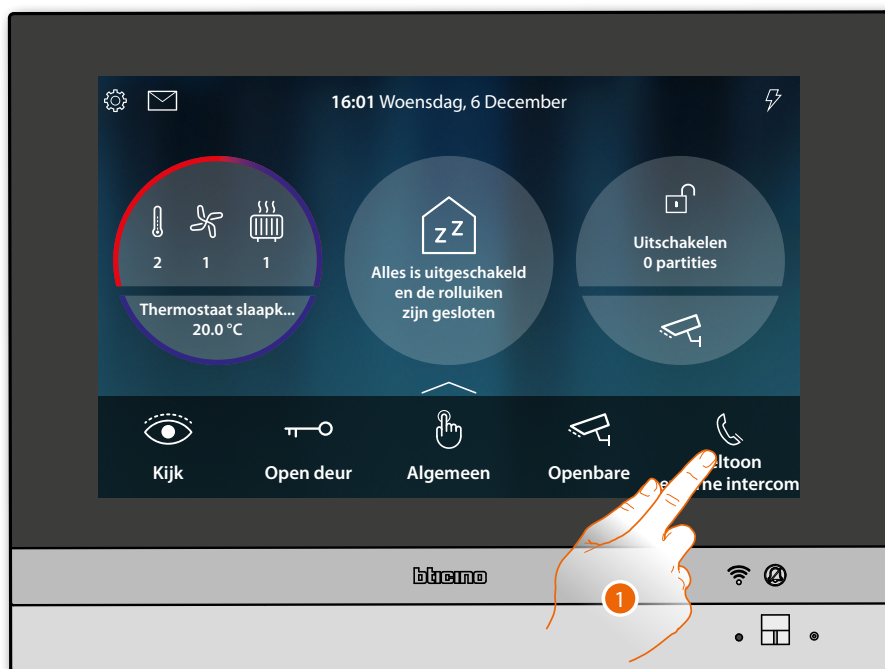 16:01 Woensdag, 6 December
2 1 1
Thermostaat slaapk...
20.0 °C
zZ
Alles is uitgeschakeld
en de rolluiken
zijn gesloten
Uitschakelen
0 partities
Kijk
Open deur
Algemeen
Openbare
intercom
bticino
1